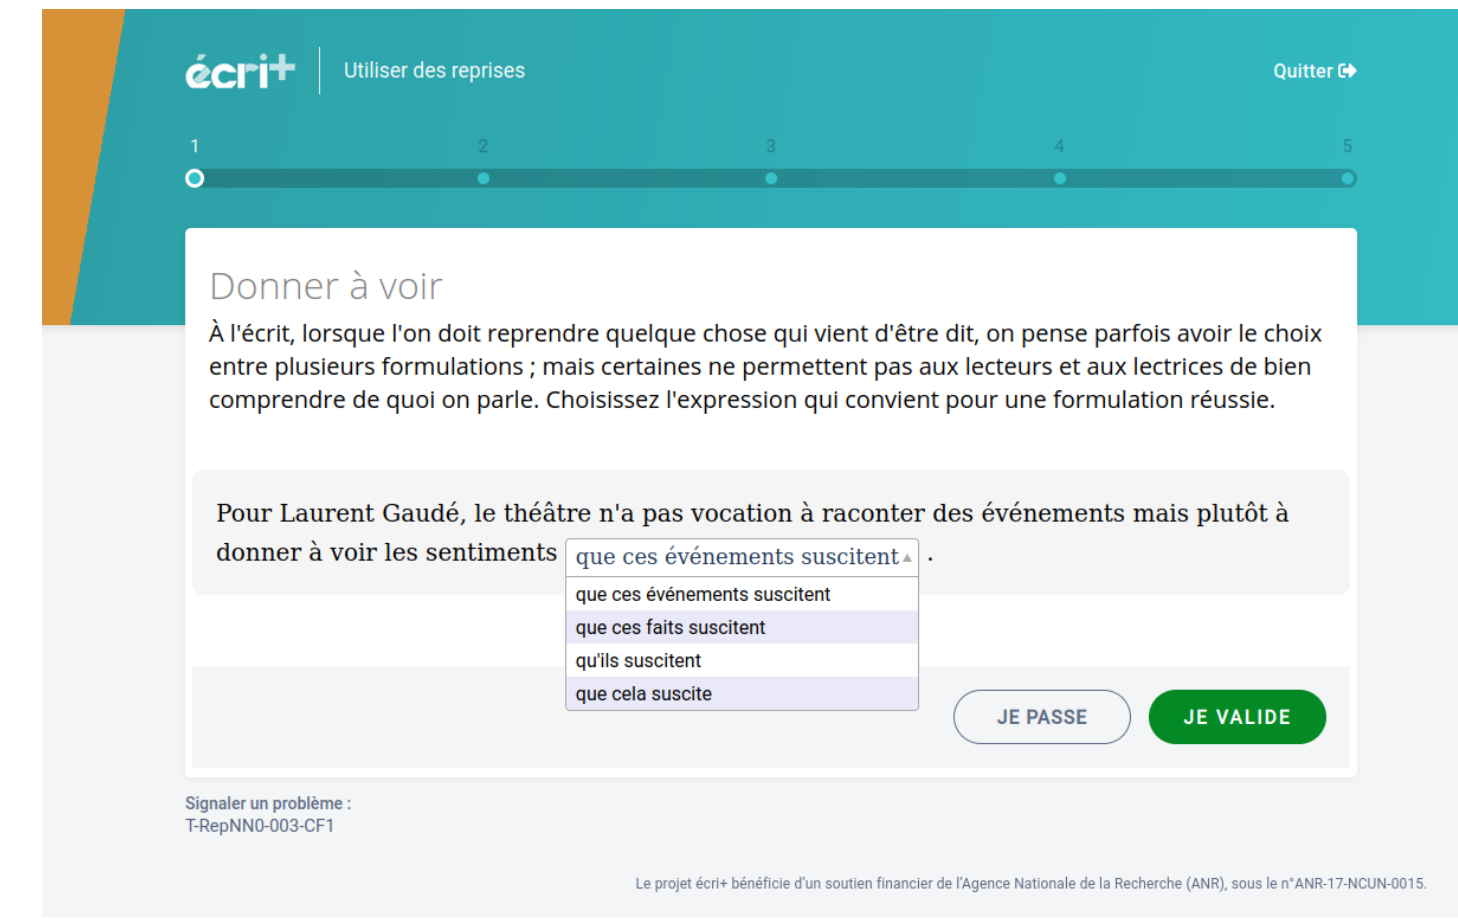 écri+
Utiliser des reprises
Quitter
1 2 3 4 5
Donner à voir
À l'écrit, lorsque l'on doit reprendre quelque chose qui vient d'être dit, on pense parfois avoir le choix
entre plusieurs formulations ; mais certaines ne permettent pas aux lecteurs et aux lectrices de bien
comprendre de quoi on parle. Choisissez l'expression qui convient pour une formulation réussie.
Pour Laurent Gaudé, le théâtre n'a pas vocation à raconter des événements mais plutôt à
donner à voir les sentiments que ces événements suscitent .
que ces événements suscitent
que ces faits suscitent
qu'ils suscitent
que cela suscite
JE PASSE
JE VALIDE
Signaler un problème :
T-RepNN0-003-CF1
Le projet écri+ bénéficie d'un soutien financier de l'Agence Nationale de la Recherche (ANR), sous le n°ANR-17-NCUN-0015.